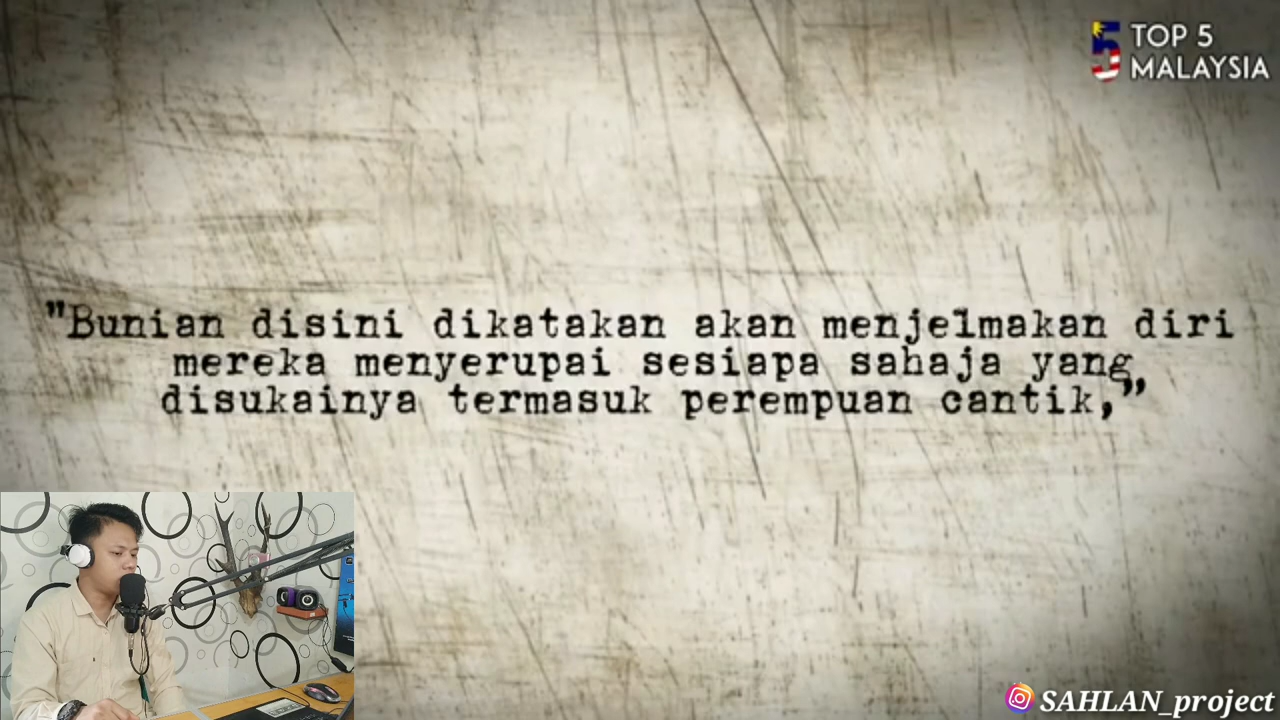 5 TOP 5
MALAYSIA
"Bunian disini dikatakan akan menjelmakan diri
mereka menyerupai sesiapa sahaja yang
disukainya termasuk perempuan cantik,”
SAHLAN_project